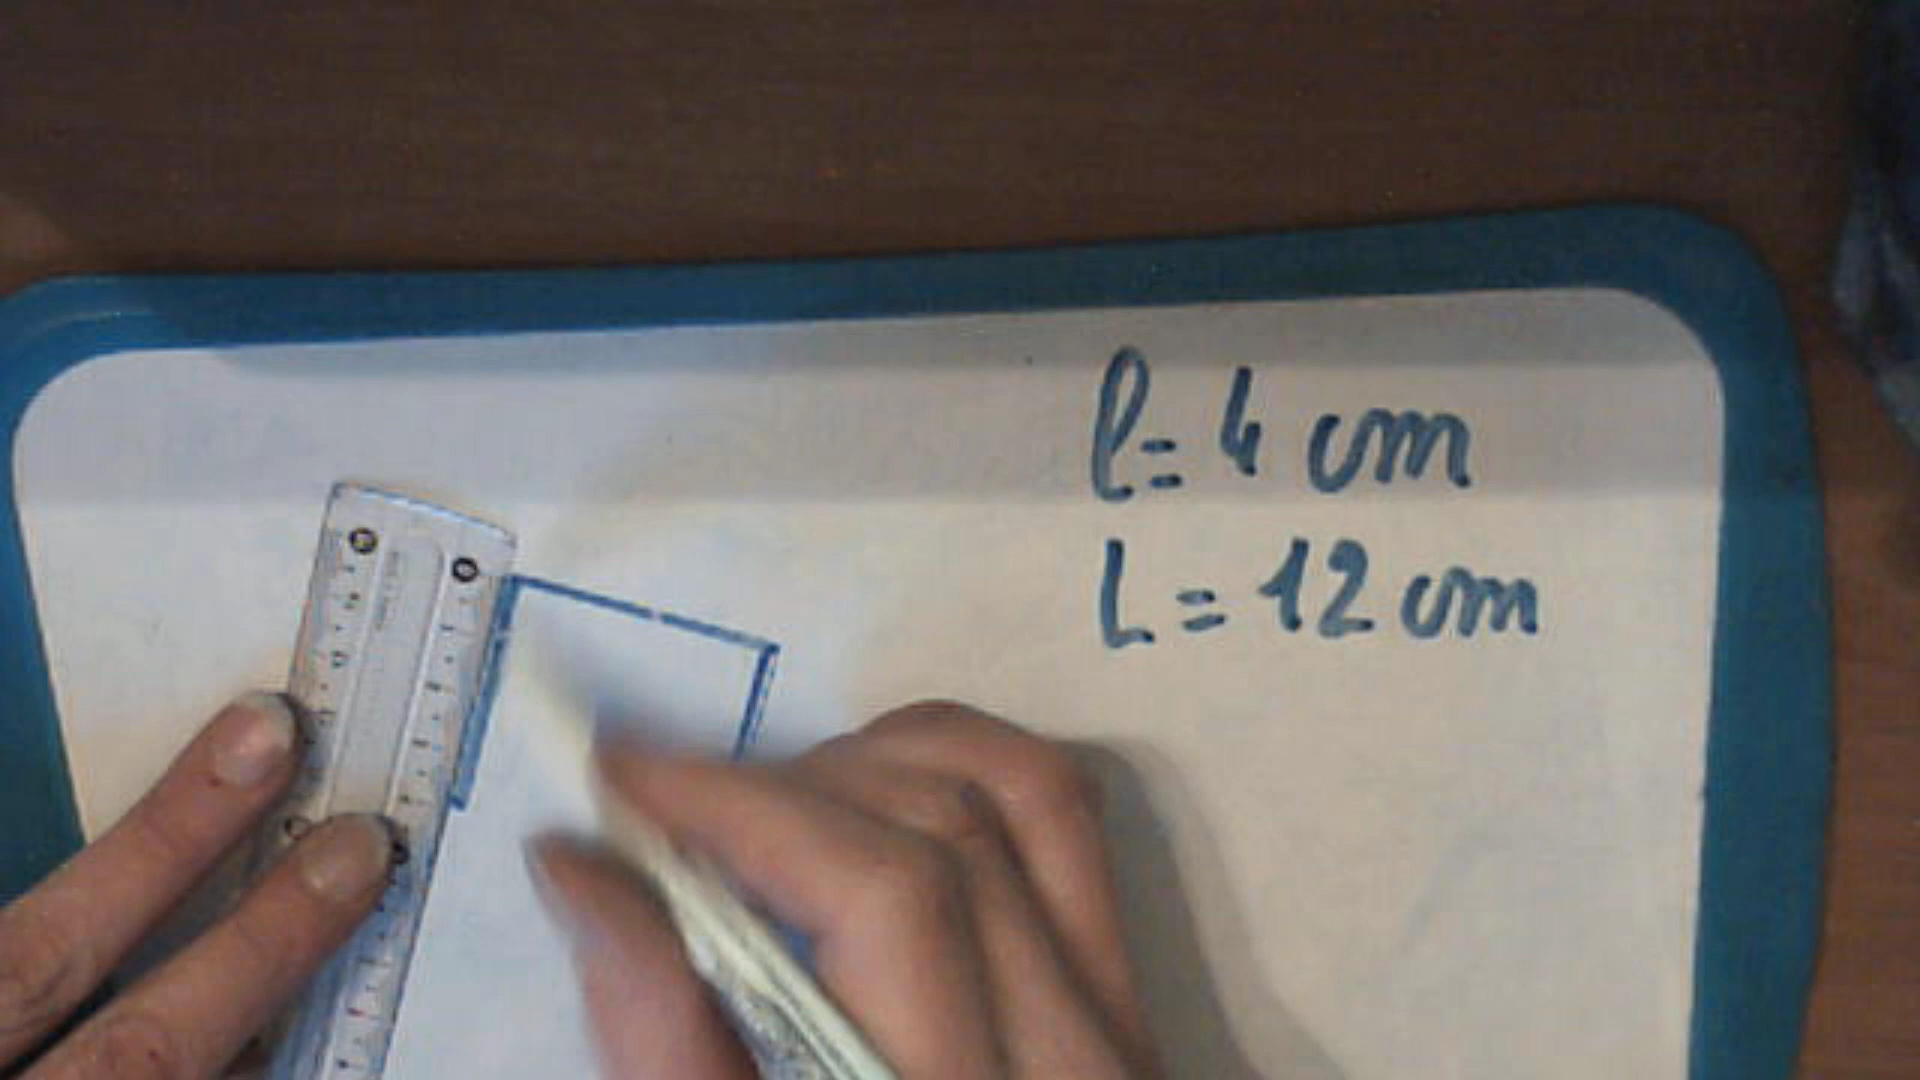 l = 4 cm
L = 12 cm